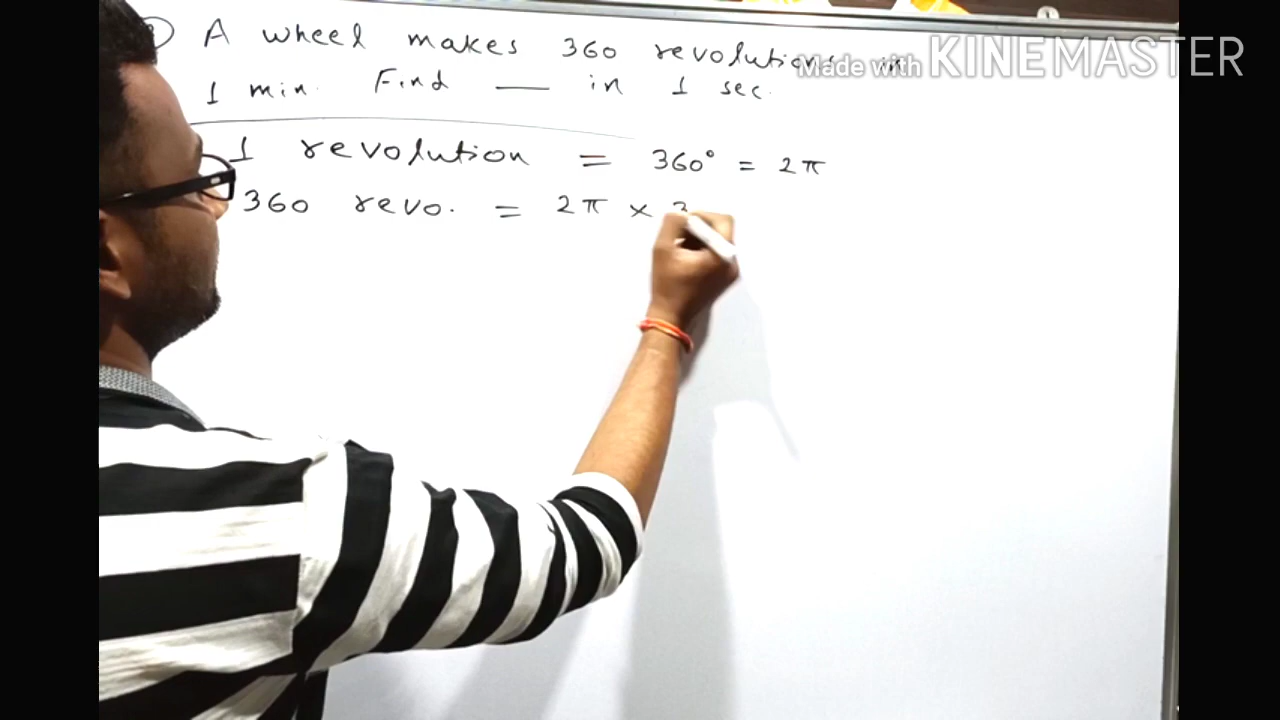 A wheel makes 360 revolutions in
1 min. Find — in 1 sec.
1 revolution = 360° = 2π
360 revo. = 2π × 3
Made with KINEMASTER